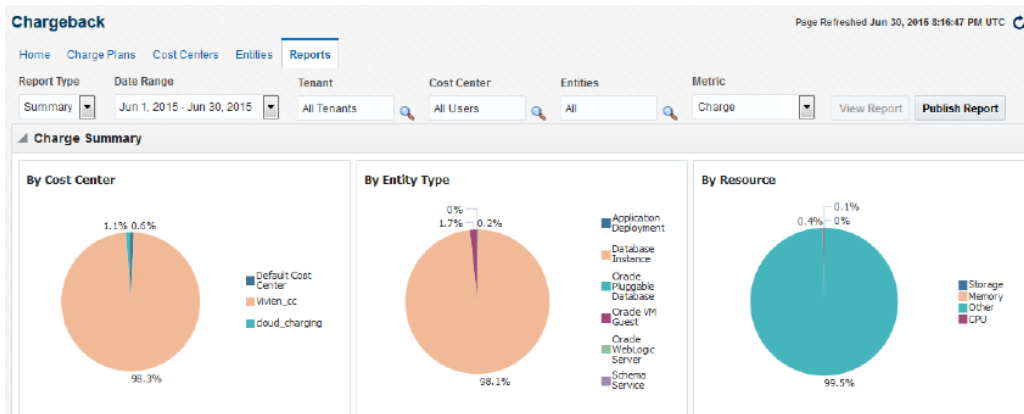 Chargeback
Page Refreshed Jun 30, 2015 8:16:47 PM UTC
Home Charge Plans Cost Centers Entities Reports
Report Type Date Range Tenant Cost Center Entities Metric
Summary Jun 1, 2015 - Jun 30, 2015 All Tenants All Users All Charge View Report Publish Report
Charge Summary
By Cost Center
1.1% 0.6%
98.3%
Default Cost
Center
Vivien_cc
cloud_charging
By Entity Type
0%
1.7% 0.2%
98.1%
Application
Deployment
Database
Instance
Oracle
Pluggable
Database
Oracle VM
Guest
Oracle
WebLogic
Server
Schema
Service
By Resource
0.1%
0.4% 0%
99.5%
Storage
Memory
Other
CPU